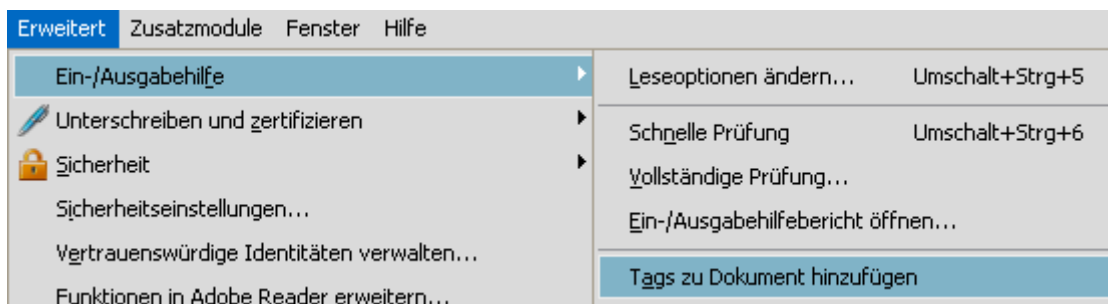 Erweitert Zusatzmodule Fenster Hilfe
Ein-/Ausgabehilfe
Unterschreiben und zertifizieren
Sicherheit
Sicherheitseinstellungen...
Vertrauenswürdige Identitäten verwalten...
Funktionen in Adobe Reader erweitern...
Leseoptionen ändern... Umschalt+Strg+5
Schnelle Prüfung Umschalt+Strg+6
Vollständige Prüfung...
Ein-/Ausgabehilfebericht öffnen...
Tags zu Dokument hinzufügen